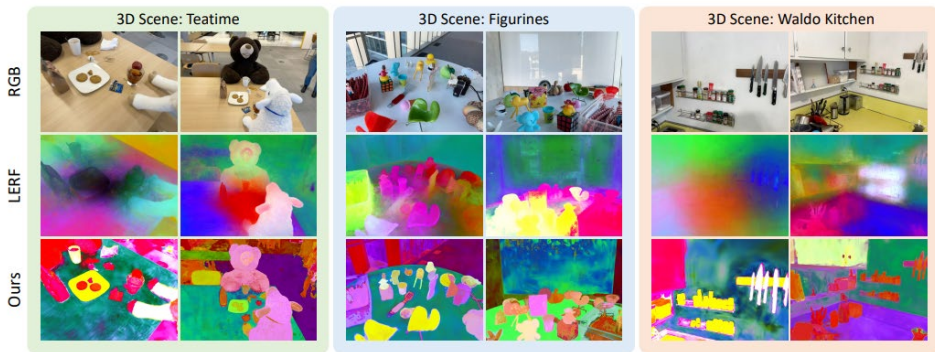 3D Scene: Teatime
3D Scene: Figurines
3D Scene: Waldo Kitchen
RGB
LERF
Ours